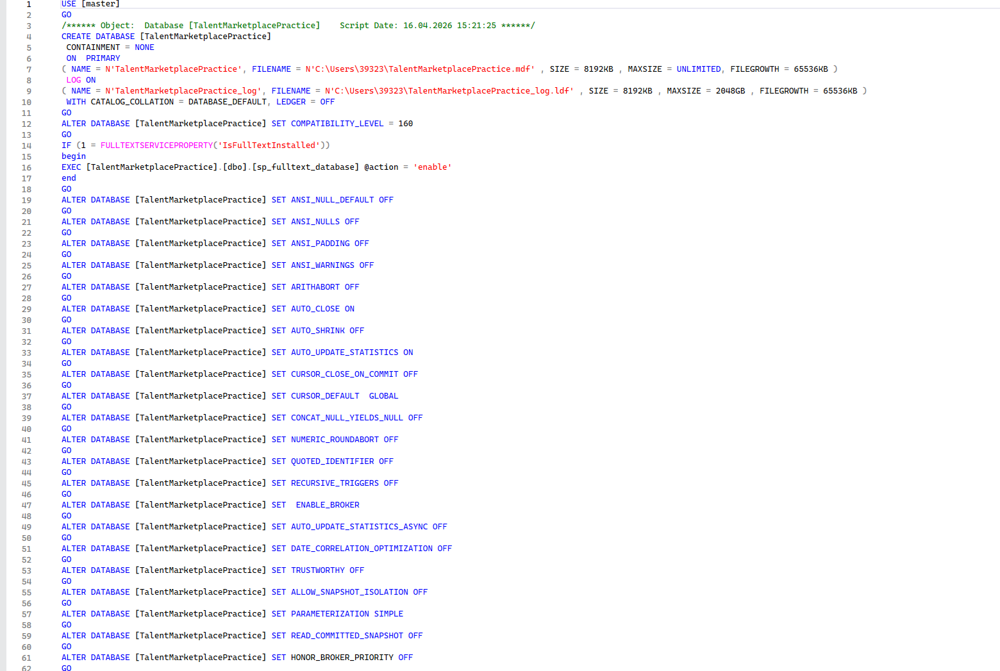 1 USE [master]
2 GO
3 /****** Object:  Database [TalentMarketplacePractice]    Script Date: 16.04.2026 15:21:25 ******/
4 CREATE DATABASE [TalentMarketplacePractice]
5  CONTAINMENT = NONE
6  ON  PRIMARY
7 ( NAME = N'TalentMarketplacePractice', FILENAME = N'C:\Users\39323\TalentMarketplacePractice.mdf' , SIZE = 8192KB , MAXSIZE = UNLIMITED, FILEGROWTH = 65536KB )
8  LOG ON
9 ( NAME = N'TalentMarketplacePractice_log', FILENAME = N'C:\Users\39323\TalentMarketplacePractice_log.ldf' , SIZE = 8192KB , MAXSIZE = 2048GB , FILEGROWTH = 65536KB )
10  WITH CATALOG_COLLATION = DATABASE_DEFAULT, LEDGER = OFF
11 GO
12 ALTER DATABASE [TalentMarketplacePractice] SET COMPATIBILITY_LEVEL = 160
13 GO
14 IF (1 = FULLTEXTSERVICEPROPERTY('IsFullTextInstalled'))
15 begin
16 EXEC [TalentMarketplacePractice].[dbo].[sp_fulltext_database] @action = 'enable'
17 end
18 GO
19 ALTER DATABASE [TalentMarketplacePractice] SET ANSI_NULL_DEFAULT OFF
20 GO
21 ALTER DATABASE [TalentMarketplacePractice] SET ANSI_NULLS OFF
22 GO
23 ALTER DATABASE [TalentMarketplacePractice] SET ANSI_PADDING OFF
24 GO
25 ALTER DATABASE [TalentMarketplacePractice] SET ANSI_WARNINGS OFF
26 GO
27 ALTER DATABASE [TalentMarketplacePractice] SET ARITHABORT OFF
28 GO
29 ALTER DATABASE [TalentMarketplacePractice] SET AUTO_CLOSE ON
30 GO
31 ALTER DATABASE [TalentMarketplacePractice] SET AUTO_SHRINK OFF
32 GO
33 ALTER DATABASE [TalentMarketplacePractice] SET AUTO_UPDATE_STATISTICS ON
34 GO
35 ALTER DATABASE [TalentMarketplacePractice] SET CURSOR_CLOSE_ON_COMMIT OFF
36 GO
37 ALTER DATABASE [TalentMarketplacePractice] SET CURSOR_DEFAULT  GLOBAL
38 GO
39 ALTER DATABASE [TalentMarketplacePractice] SET CONCAT_NULL_YIELDS_NULL OFF
40 GO
41 ALTER DATABASE [TalentMarketplacePractice] SET NUMERIC_ROUNDABORT OFF
42 GO
43 ALTER DATABASE [TalentMarketplacePractice] SET QUOTED_IDENTIFIER OFF
44 GO
45 ALTER DATABASE [TalentMarketplacePractice] SET RECURSIVE_TRIGGERS OFF
46 GO
47 ALTER DATABASE [TalentMarketplacePractice] SET  ENABLE_BROKER
48 GO
49 ALTER DATABASE [TalentMarketplacePractice] SET AUTO_UPDATE_STATISTICS_ASYNC OFF
50 GO
51 ALTER DATABASE [TalentMarketplacePractice] SET DATE_CORRELATION_OPTIMIZATION OFF
52 GO
53 ALTER DATABASE [TalentMarketplacePractice] SET TRUSTWORTHY OFF
54 GO
55 ALTER DATABASE [TalentMarketplacePractice] SET ALLOW_SNAPSHOT_ISOLATION OFF
56 GO
57 ALTER DATABASE [TalentMarketplacePractice] SET PARAMETERIZATION SIMPLE
58 GO
59 ALTER DATABASE [TalentMarketplacePractice] SET READ_COMMITTED_SNAPSHOT OFF
60 GO
61 ALTER DATABASE [TalentMarketplacePractice] SET HONOR_BROKER_PRIORITY OFF
62 GO